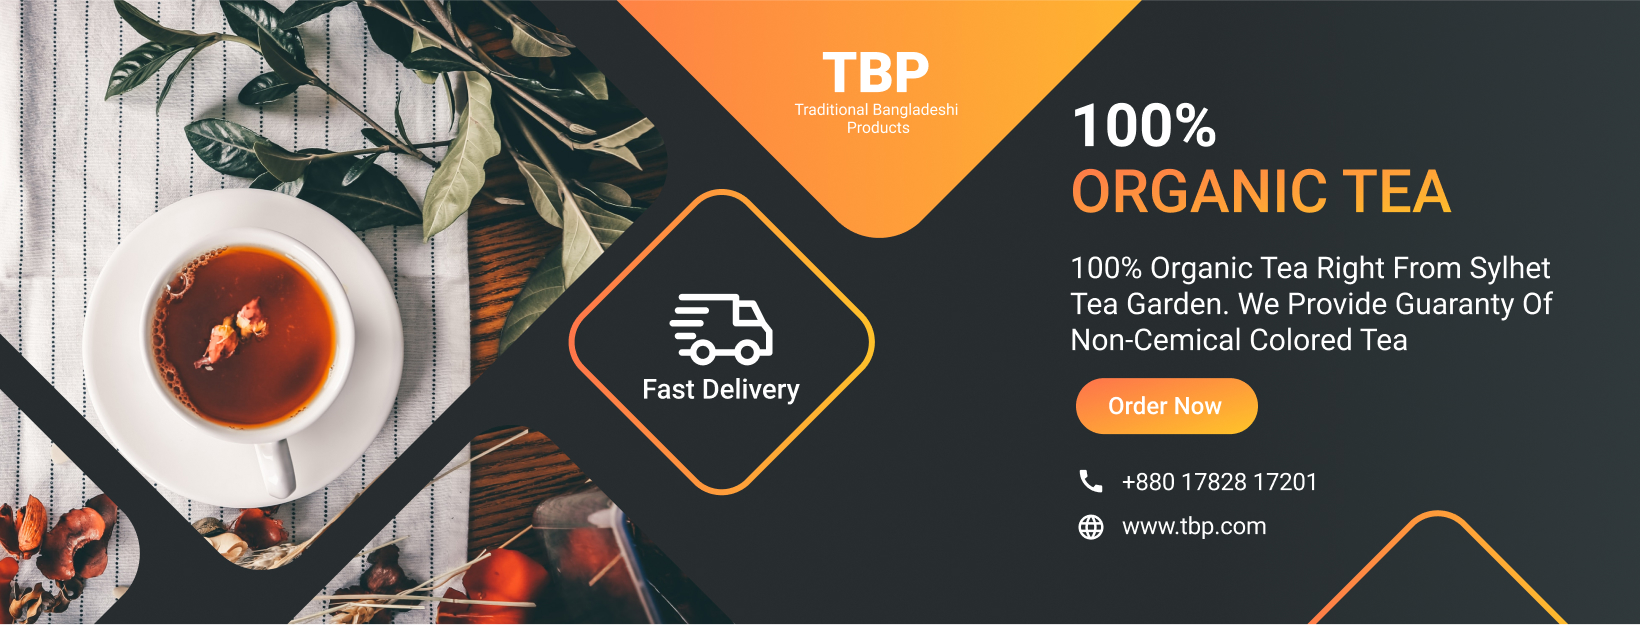 TBP
Traditional Bangladeshi
Products
100%
ORGANIC TEA
100% Organic Tea Right From Sylhet
Tea Garden. We Provide Guaranty Of
Non-Cemical Colored Tea
Fast Delivery
Order Now
+880 17828 17201
www.tbp.com